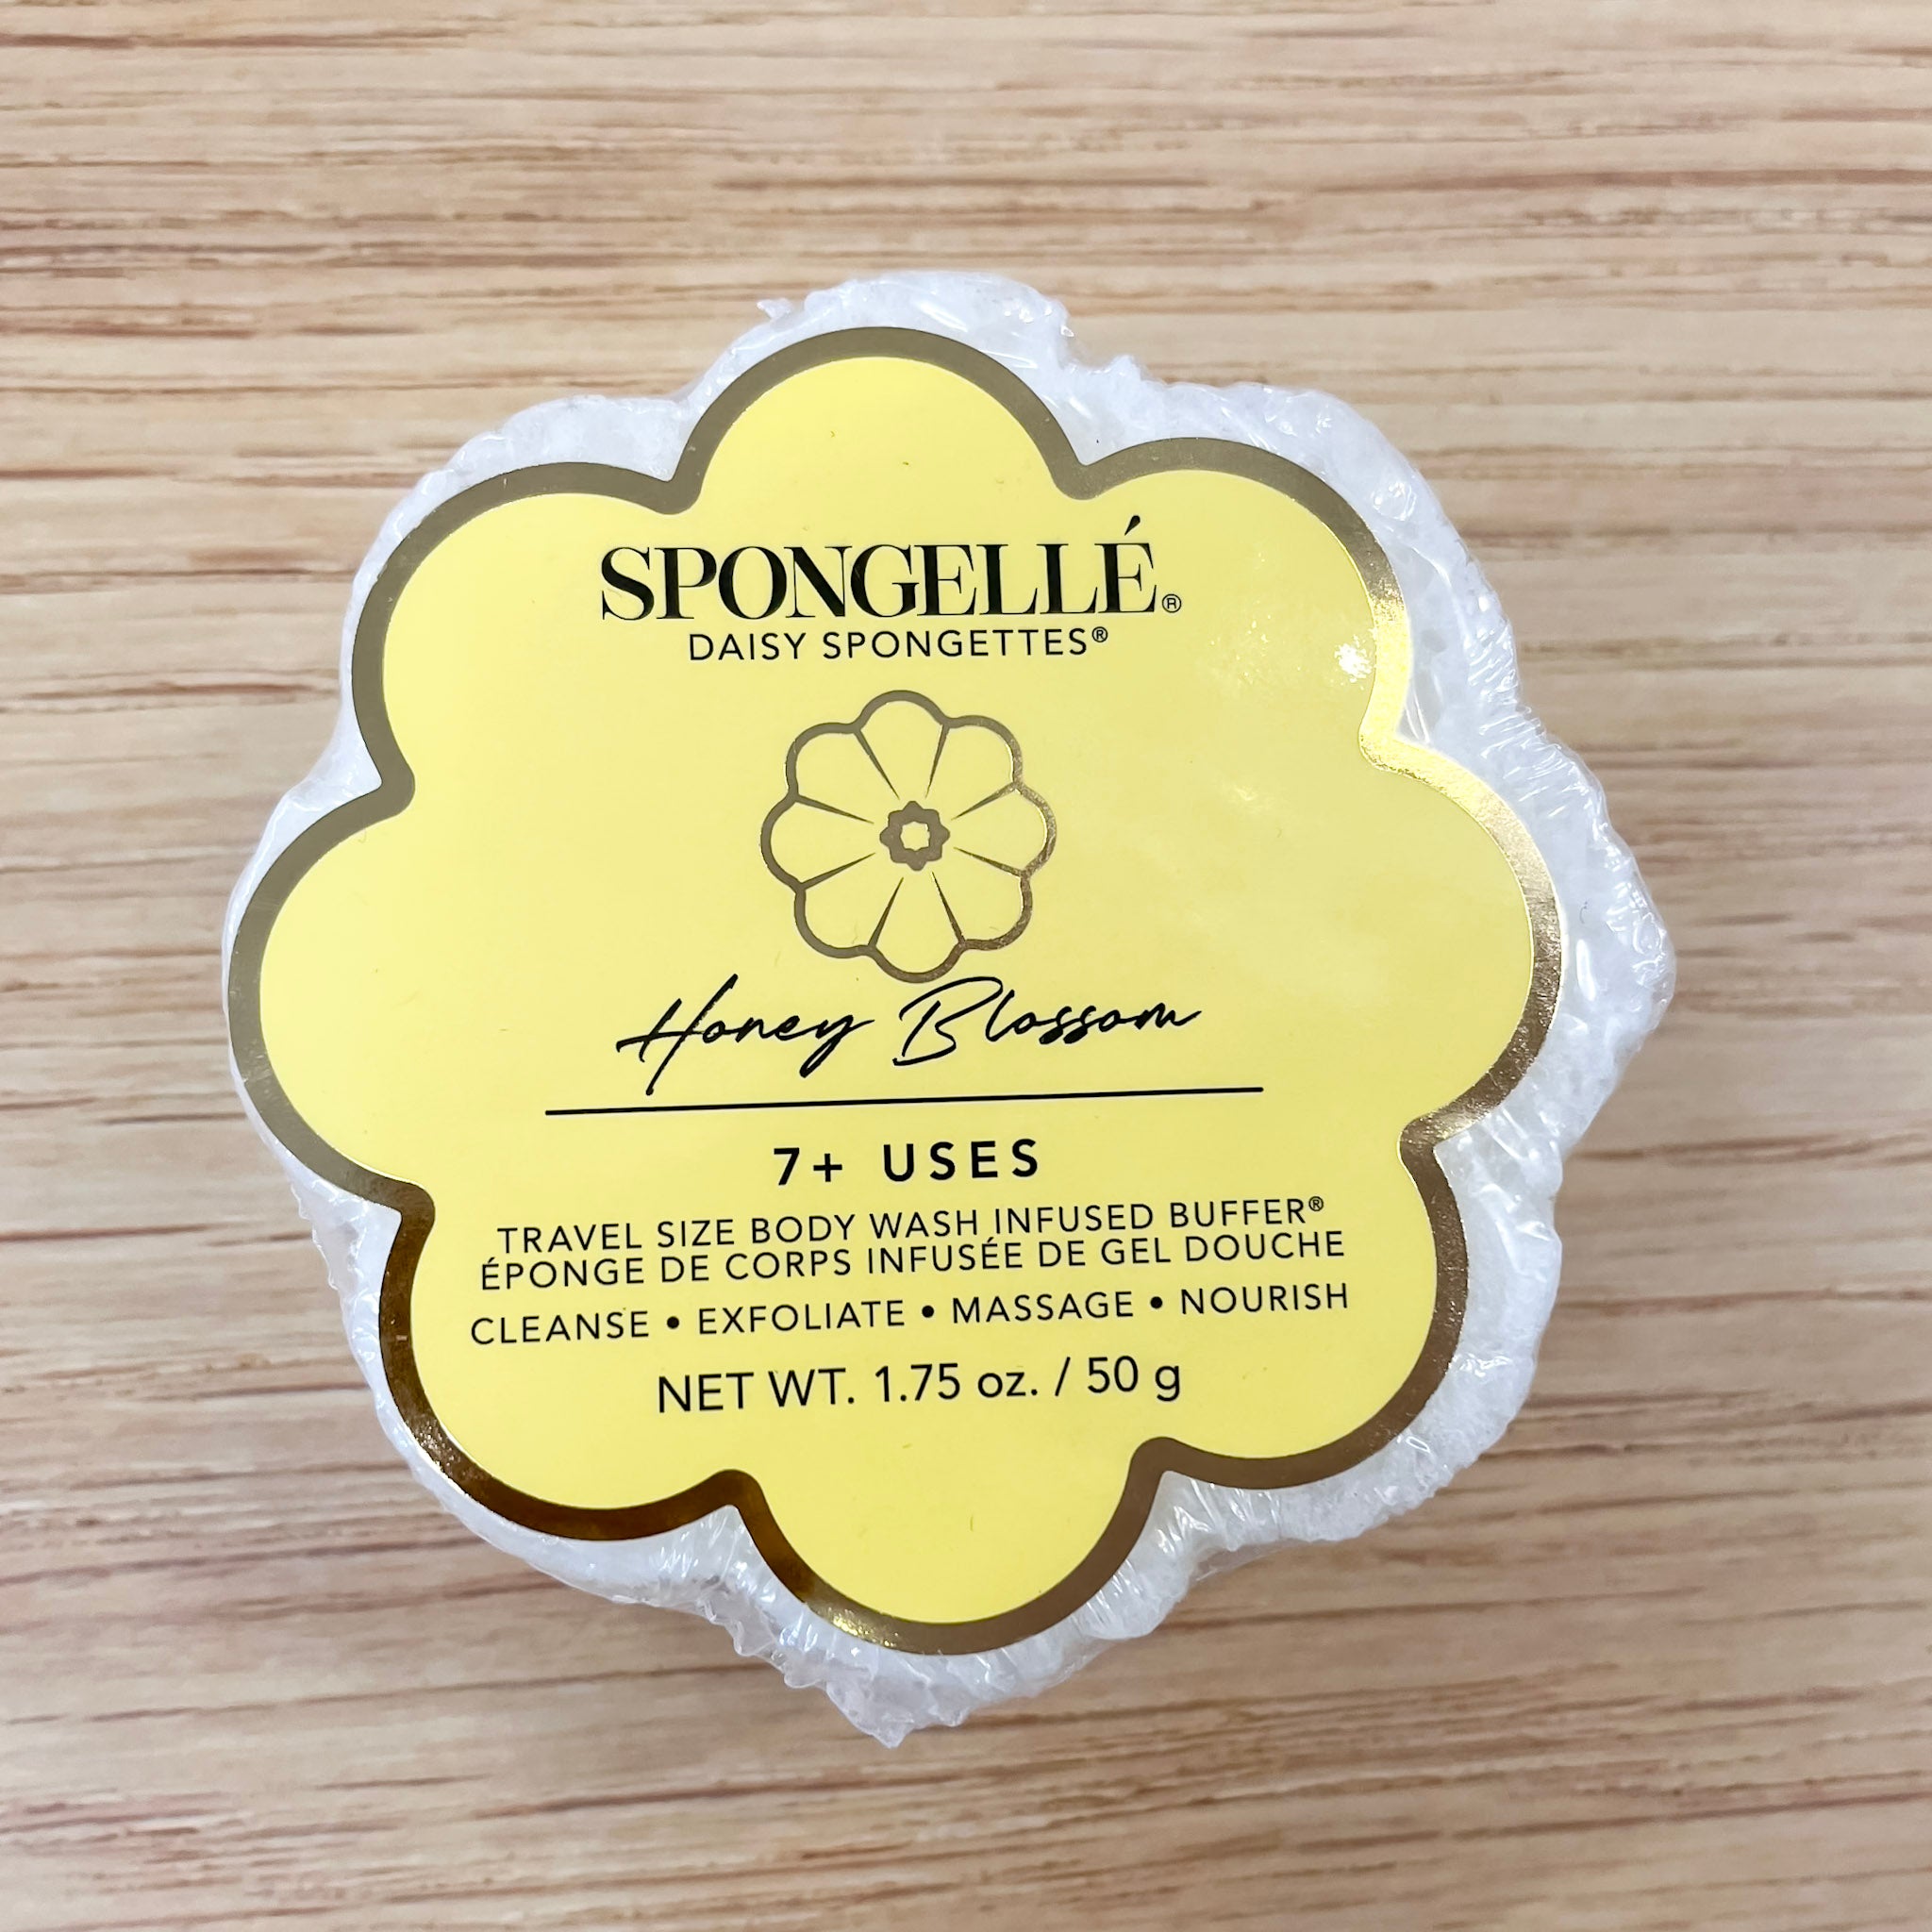 SPONGELLÉ®
DAISY SPONGETTES®
Honey Blossom
7+ USES
TRAVEL SIZE BODY WASH INFUSED BUFFER®
ÉPONGE DE CORPS INFUSÉE DE GEL DOUCHE
CLEANSE • EXFOLIATE • MASSAGE • NOURISH
NET WT. 1.75 oz. / 50 g